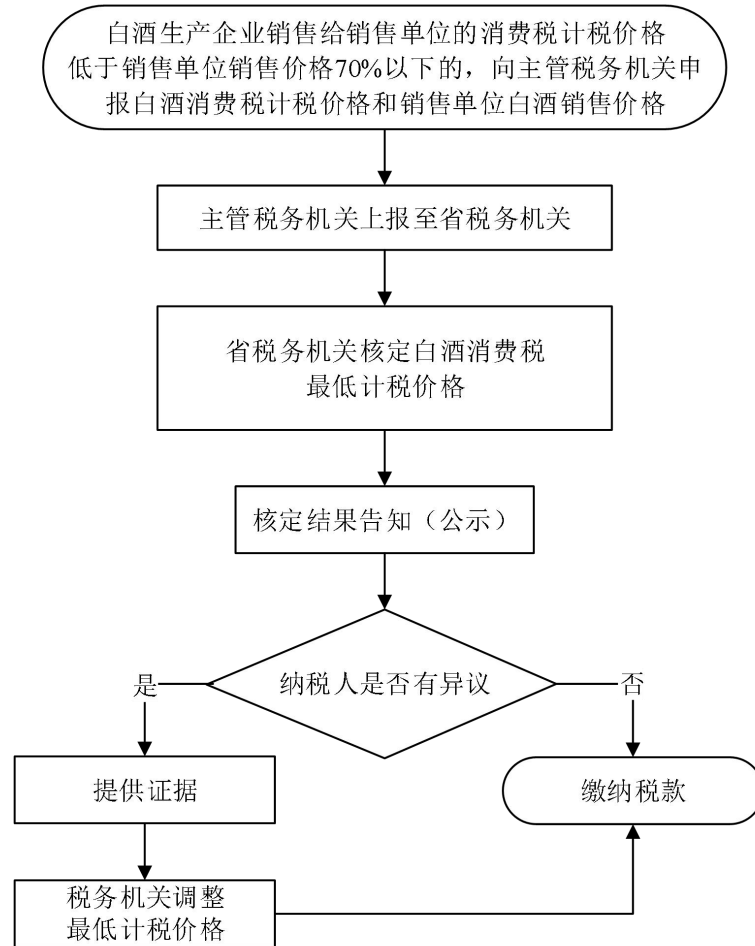 白酒生产企业销售给销售单位的消费税计税价格
低于销售单位销售价格70%以下的，向主管税务机关申
报白酒消费税计税价格和销售单位白酒销售价格
主管税务机关上报至省税务机关
省税务机关核定白酒消费税
最低计税价格
核定结果告知（公示）
纳税人是否有异议
是
否
提供证据
缴纳税款
税务机关调整
最低计税价格